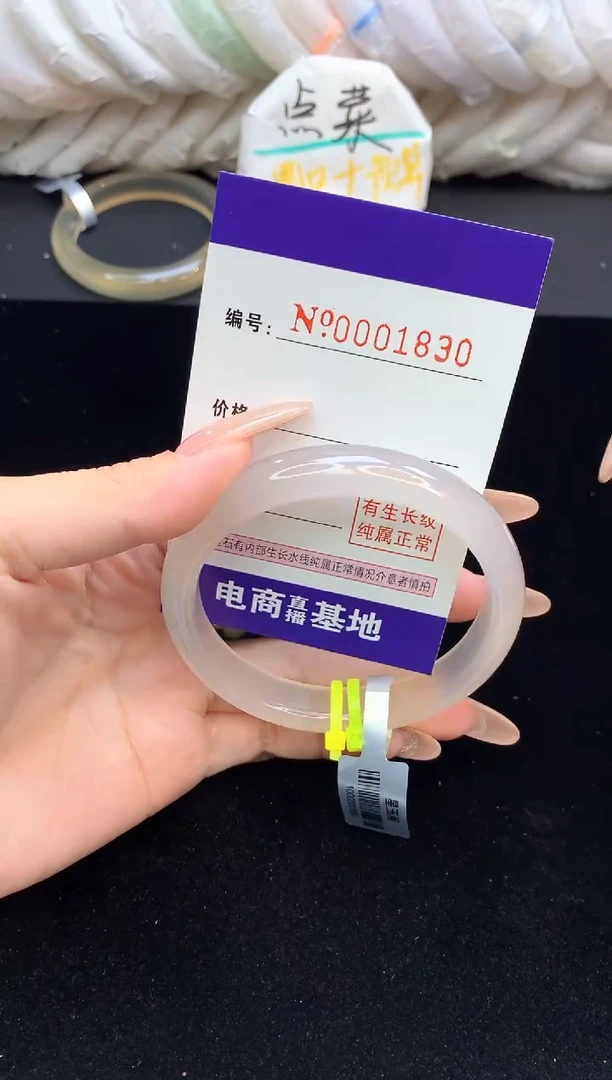 点菜
编号: №0001830
价格
有生长纹
纯属正常
石有内部生长水线纯属正常情况介意者慎拍
电商直播基地